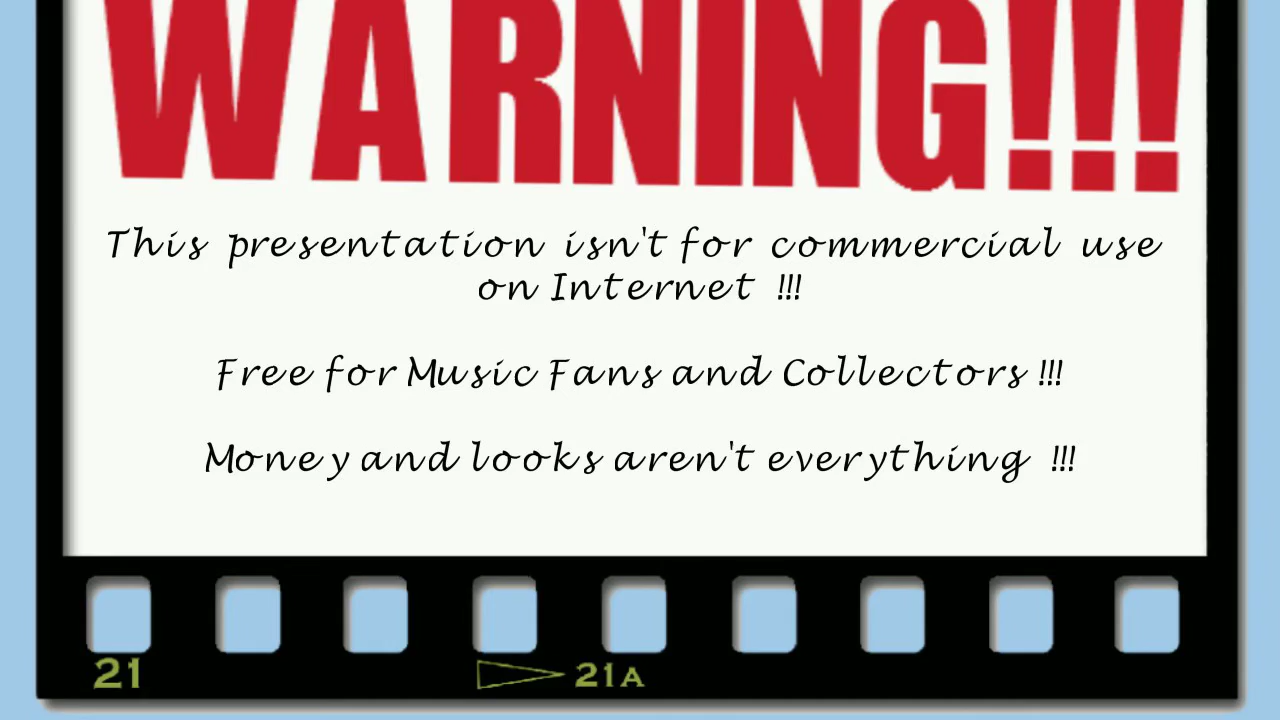 WARNING!!!
This presentation isn't for commercial use
on Internet !!!
Free for Music Fans and Collectors !!!
Money and looks aren't everything !!!
21
21A